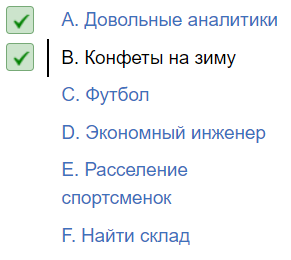 A. Довольные аналитики
B. Конфеты на зиму
C. Футбол
D. Экономный инженер
E. Расселение
спортсменок
F. Найти склад